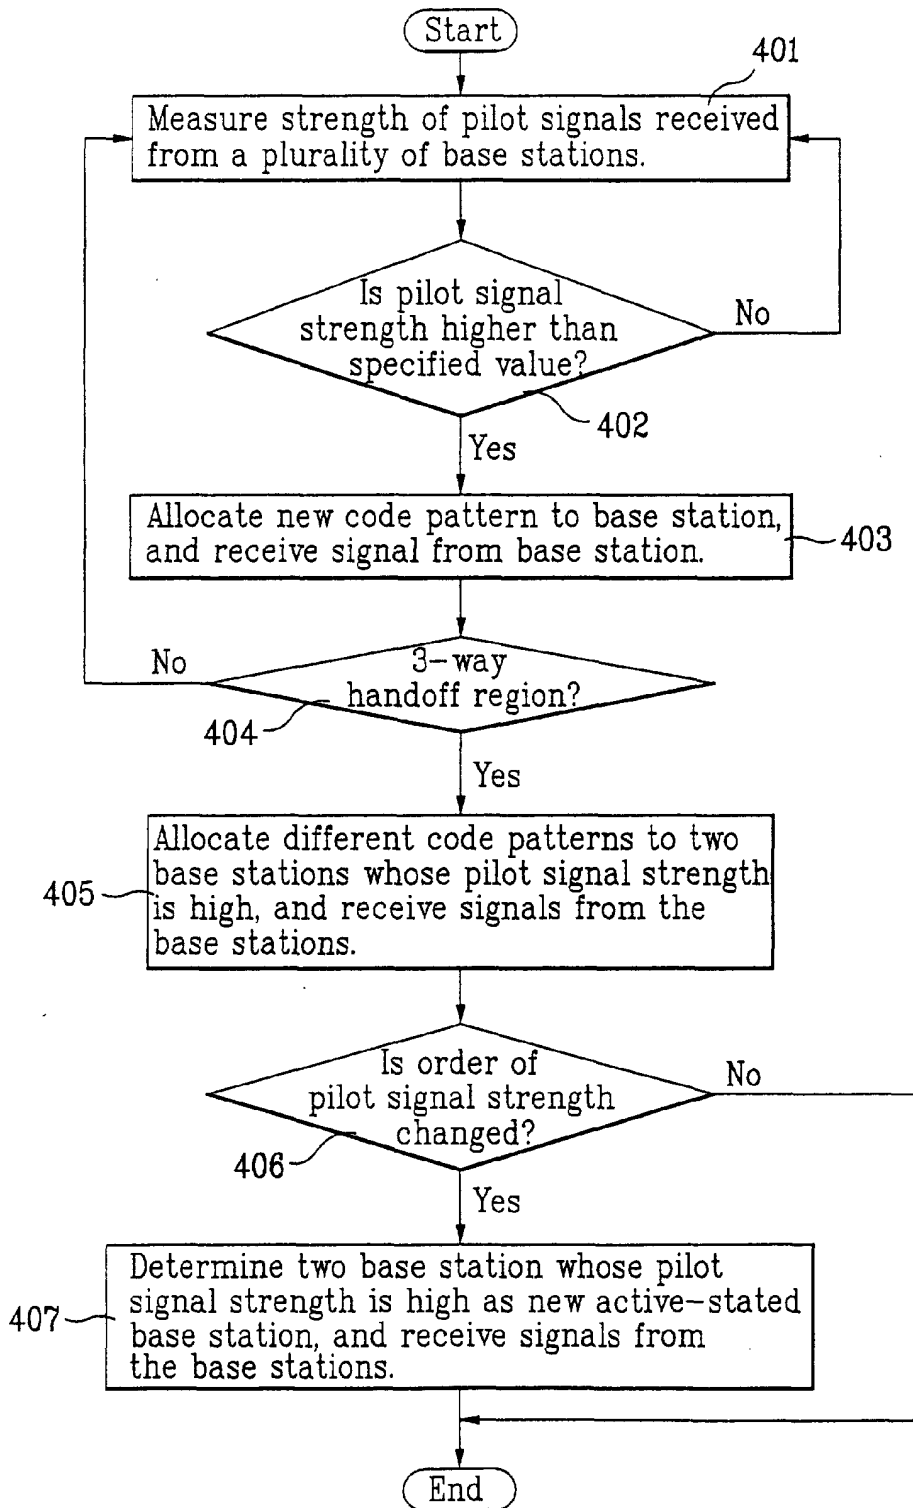 Start
401
Measure strength of pilot signals received
from a plurality of base stations.
Is pilot signal
strength higher than
specified value?
No
402
Yes
Allocate new code pattern to base station,
and receive signal from base station.
403
No
3-way
handoff region?
404
Yes
Allocate different code patterns to two
base stations whose pilot signal strength
is high, and receive signals from the
base stations.
405
Is order of
pilot signal strength
changed?
No
406
Yes
Determine two base station whose pilot
signal strength is high as new active-stated
base station, and receive signals from
the base stations.
407
End